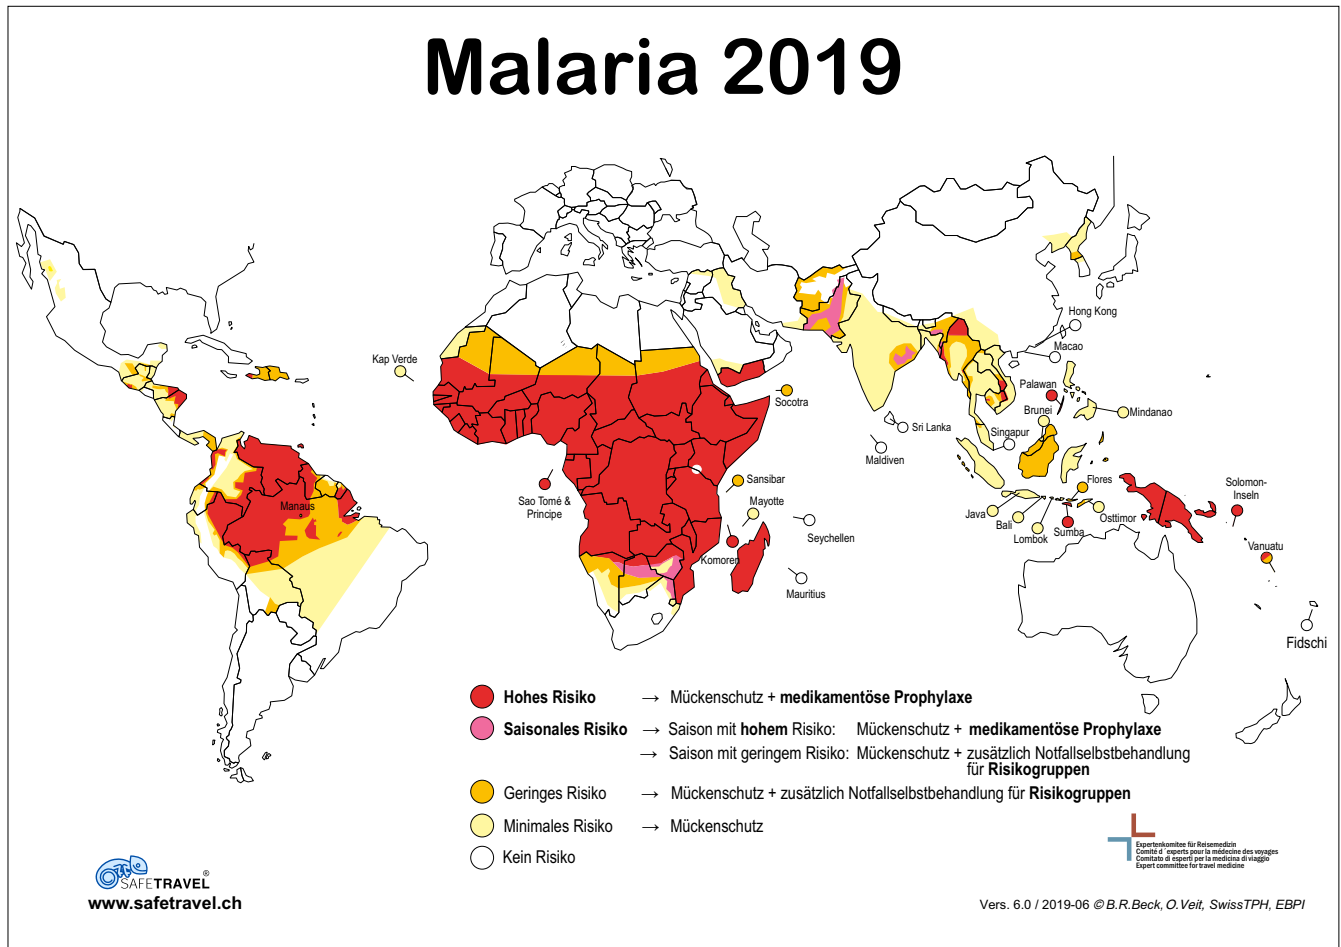 Malaria 2019
Hong Kong
Macao
Kap Verde
Palawan
Socotra
Brunei
Mindanao
Sri Lanka
Singapur
Maldiven
Sansibar
Flores
Manaus
Sao Tomé &
Principe
Mayotte
Solomon-
Inseln
Java
Bali
Lombok
Sumba
Osttimor
Seychellen
Komoren
Vanuatu
Mauritius
Fidschi
Hohes Risiko → Mückenschutz + medikamentöse Prophylaxe
Saisonales Risiko → Saison mit hohem Risiko: Mückenschutz + medikamentöse Prophylaxe
→ Saison mit geringem Risiko: Mückenschutz + zusätzlich Notfallselbstbehandlung
für Risikogruppen
Geringes Risiko → Mückenschutz + zusätzlich Notfallselbstbehandlung für Risikogruppen
Minimales Risiko → Mückenschutz
Kein Risiko
Expertenkomitee für Reisemedizin
Comité d´experts pour la médecine des voyages
Comitato di esperti per la medicina di viaggio
Expert committee for travel medicine
SAFETRAVEL®
www.safetravel.ch
Vers. 6.0 / 2019-06 © B.R.Beck, O.Veit, SwissTPH, EBPI